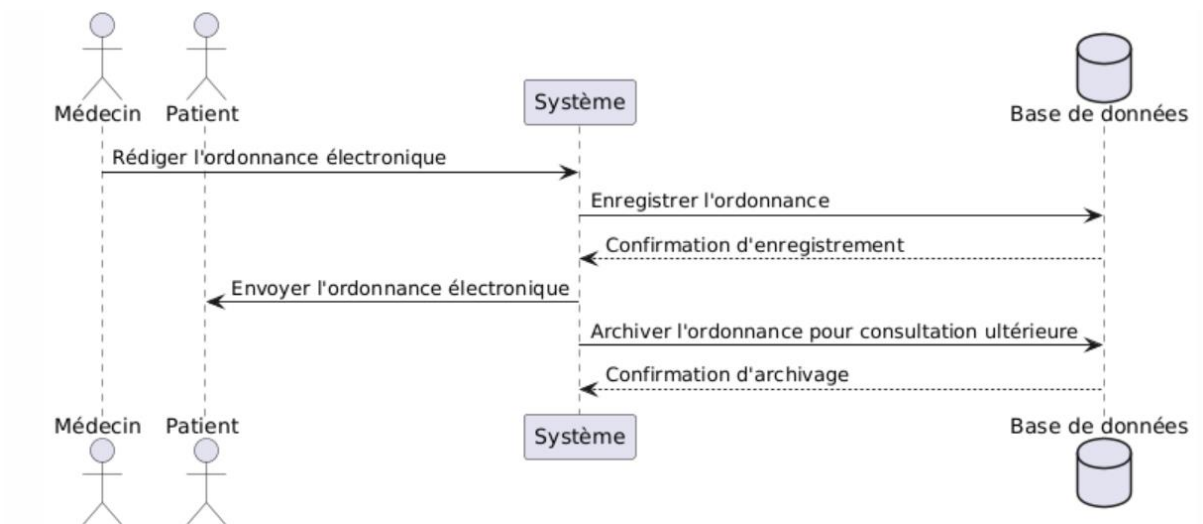 Médecin
Patient
Système
Base de données
Rédiger l'ordonnance électronique
Enregistrer l'ordonnance
Confirmation d'enregistrement
Envoyer l'ordonnance électronique
Archiver l'ordonnance pour consultation ultérieure
Confirmation d'archivage
Médecin
Patient
Système
Base de données